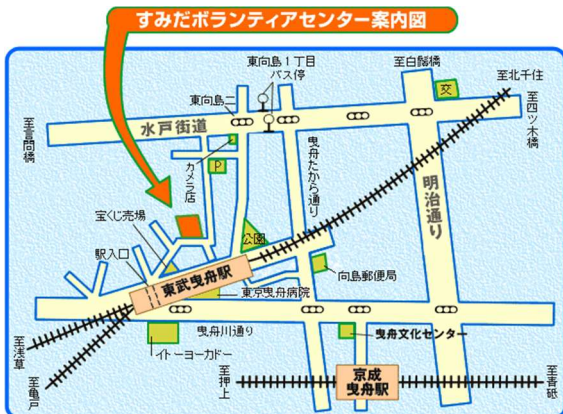 すみだボランティアセンター案内図
東向島1丁目
バス停
至白鬚橋
至北千住
交
東向島二
至四ツ木橋
水戸街道
至言問橋
カメラ店
P
曳舟たから通り
明治通り
宝くじ売場
公園
駅入口
東武曳舟駅
向島郵便局
東京曳舟病院
曳舟川通り
曳舟文化センター
イトーヨーカドー
至浅草
至亀戸
至押上
京成
曳舟駅
至青砥